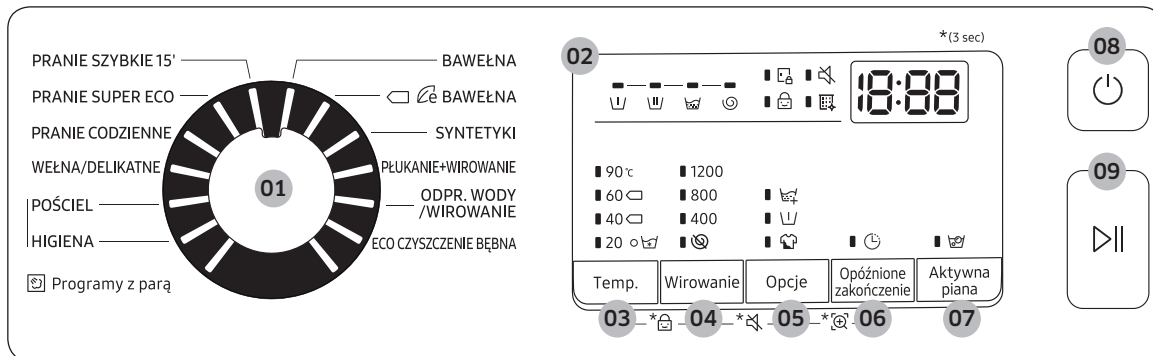 PRANIE SZYBKIE 15'
PRANIE SUPER ECO
PRANIE CODZIENNE
WEŁNA/DELIKATNE
POŚCIEL
HIGIENA
Programy z parą
01
BAWEŁNA
e BAWEŁNA
SYNTETYKI
PŁUKANIE+WIROWANIE
ODPR. WODY
/WIROWANIE
ECO CZYSZCZENIE BĘBNA
*(3 sec)
02
18:88
90℃ 1200
60 800
40 400
20
Temp. Wirowanie Opcje Opóźnione zakończenie Aktywna piana
03 * 04 * 05 * 06 07
08
09